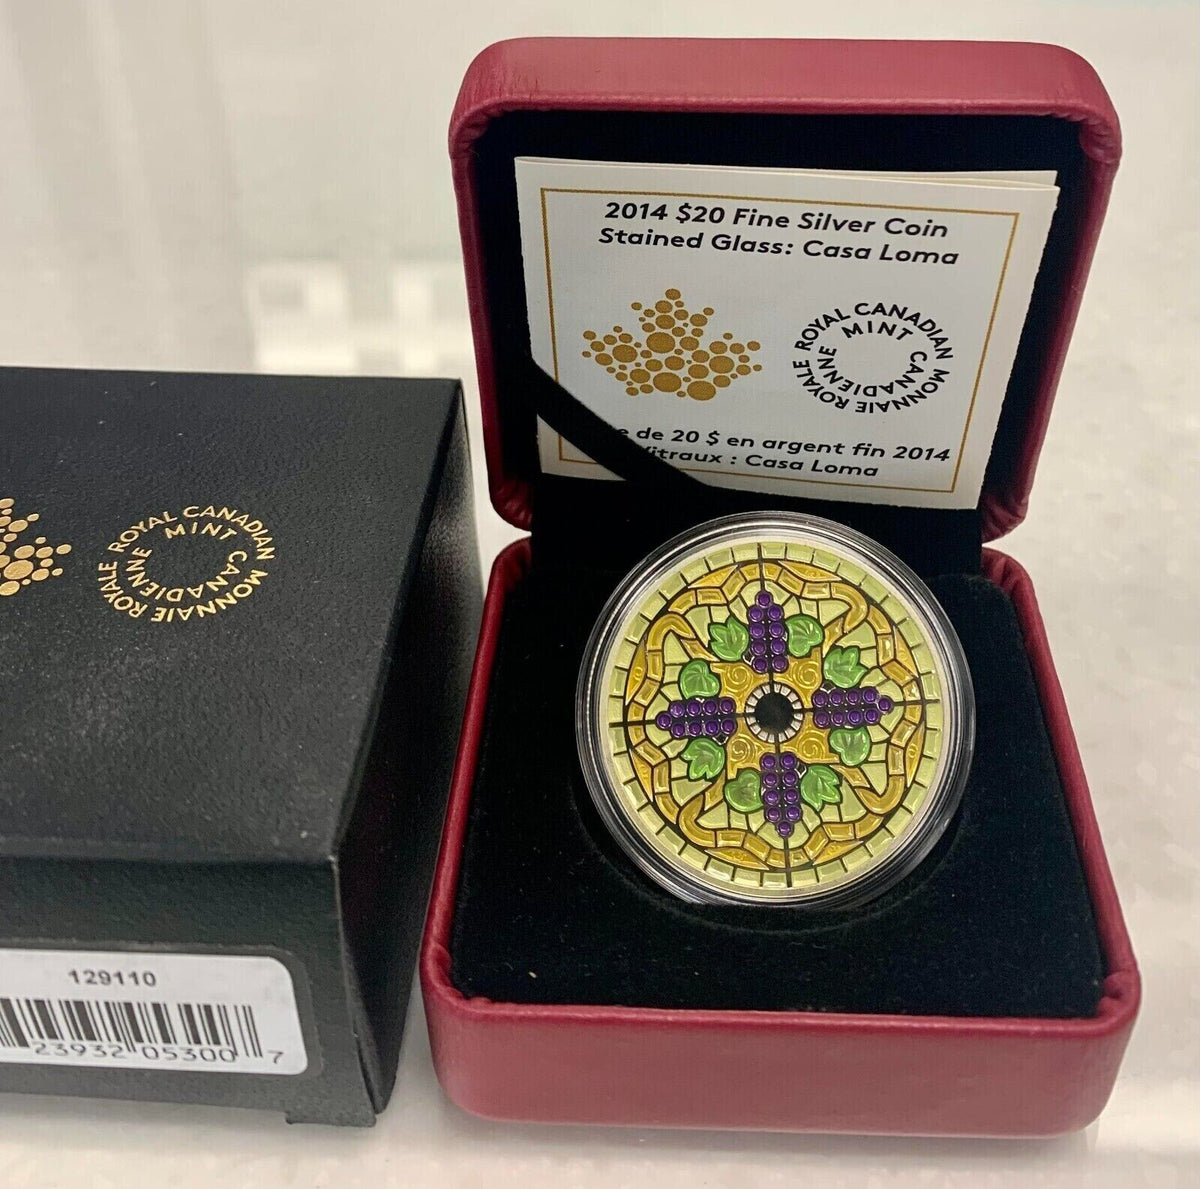 2014 $20 Fine Silver Coin
Stained Glass: Casa Loma
ROYAL CANADIAN MINT
MONNAIE ROYALE CANADIENNE
de 20 $ en argent fin 2014
: Casa Loma
ROYAL CANADIAN MINT
MONNAIE ROYALE CANADIENNE
129110
23932 05300 7